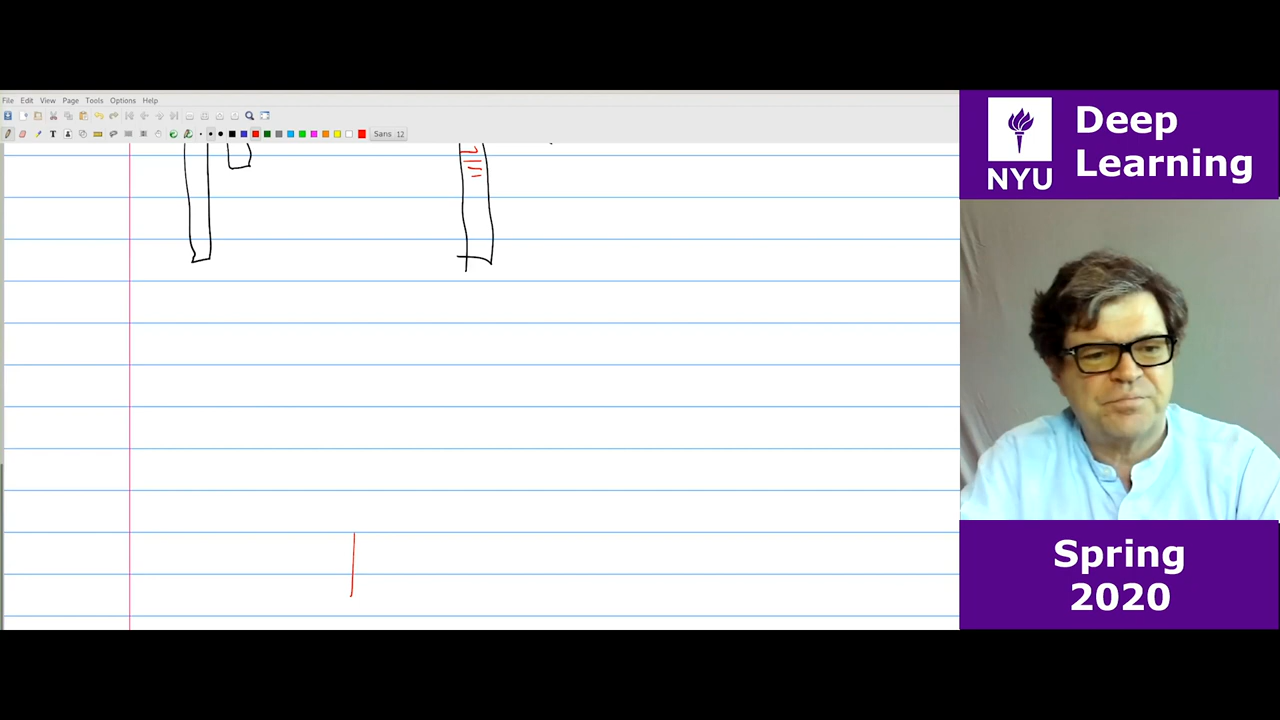 File Edit View Page Tools Options Help
T
Sans 12
NYU
Deep
Learning
Spring
2020